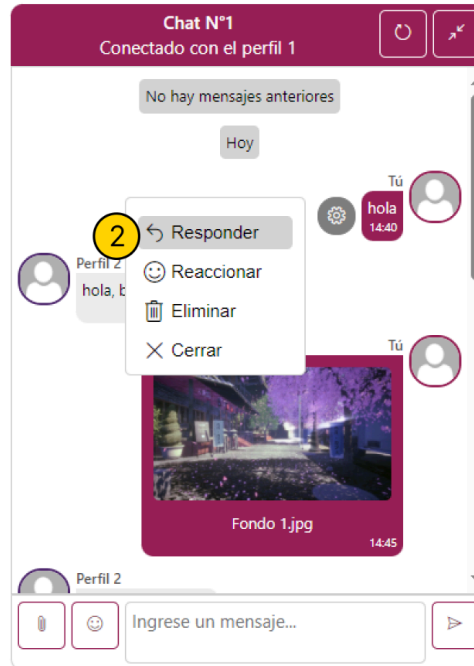 Chat N°1
Conectado con el perfil 1
No hay mensajes anteriores
Hoy
Tú
hola
14:40
2
Responder
Reaccionar
Eliminar
Cerrar
Perfil 2
hola, b
Tú
Fondo 1.jpg
14:45
Perfil 2
Ingrese un mensaje...